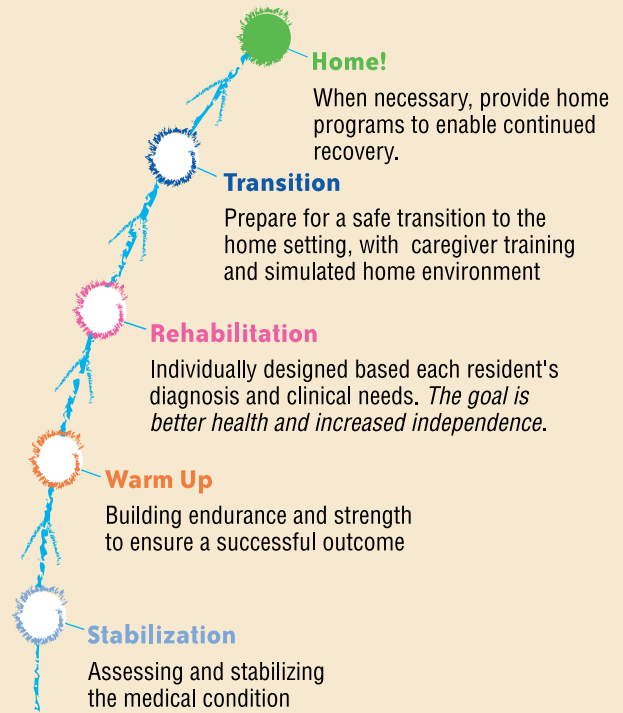 Home!
When necessary, provide home
programs to enable continued
recovery.
Transition
Prepare for a safe transition to the
home setting, with  caregiver training
and simulated home environment
Rehabilitation
Individually designed based each resident's
diagnosis and clinical needs. The goal is
better health and increased independence.
Warm Up
Building endurance and strength
to ensure a successful outcome
Stabilization
Assessing and stabilizing
the medical condition